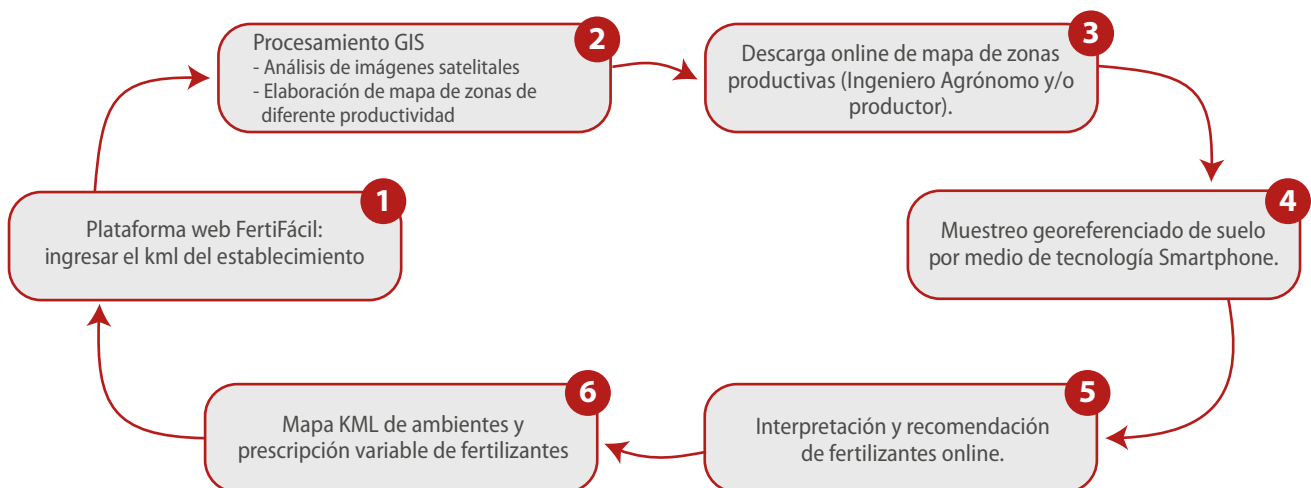 1
Plataforma web FertiFácil:
ingresar el kml del establecimiento
2
Procesamiento GIS
- Análisis de imágenes satelitales
- Elaboración de mapa de zonas de
diferente productividad
3
Descarga online de mapa de zonas
productivas (Ingeniero Agrónomo y/o
productor).
4
Muestreo georeferenciado de suelo
por medio de tecnología Smartphone.
5
Interpretación y recomendación
de fertilizantes online.
6
Mapa KML de ambientes y
prescripción variable de fertilizantes